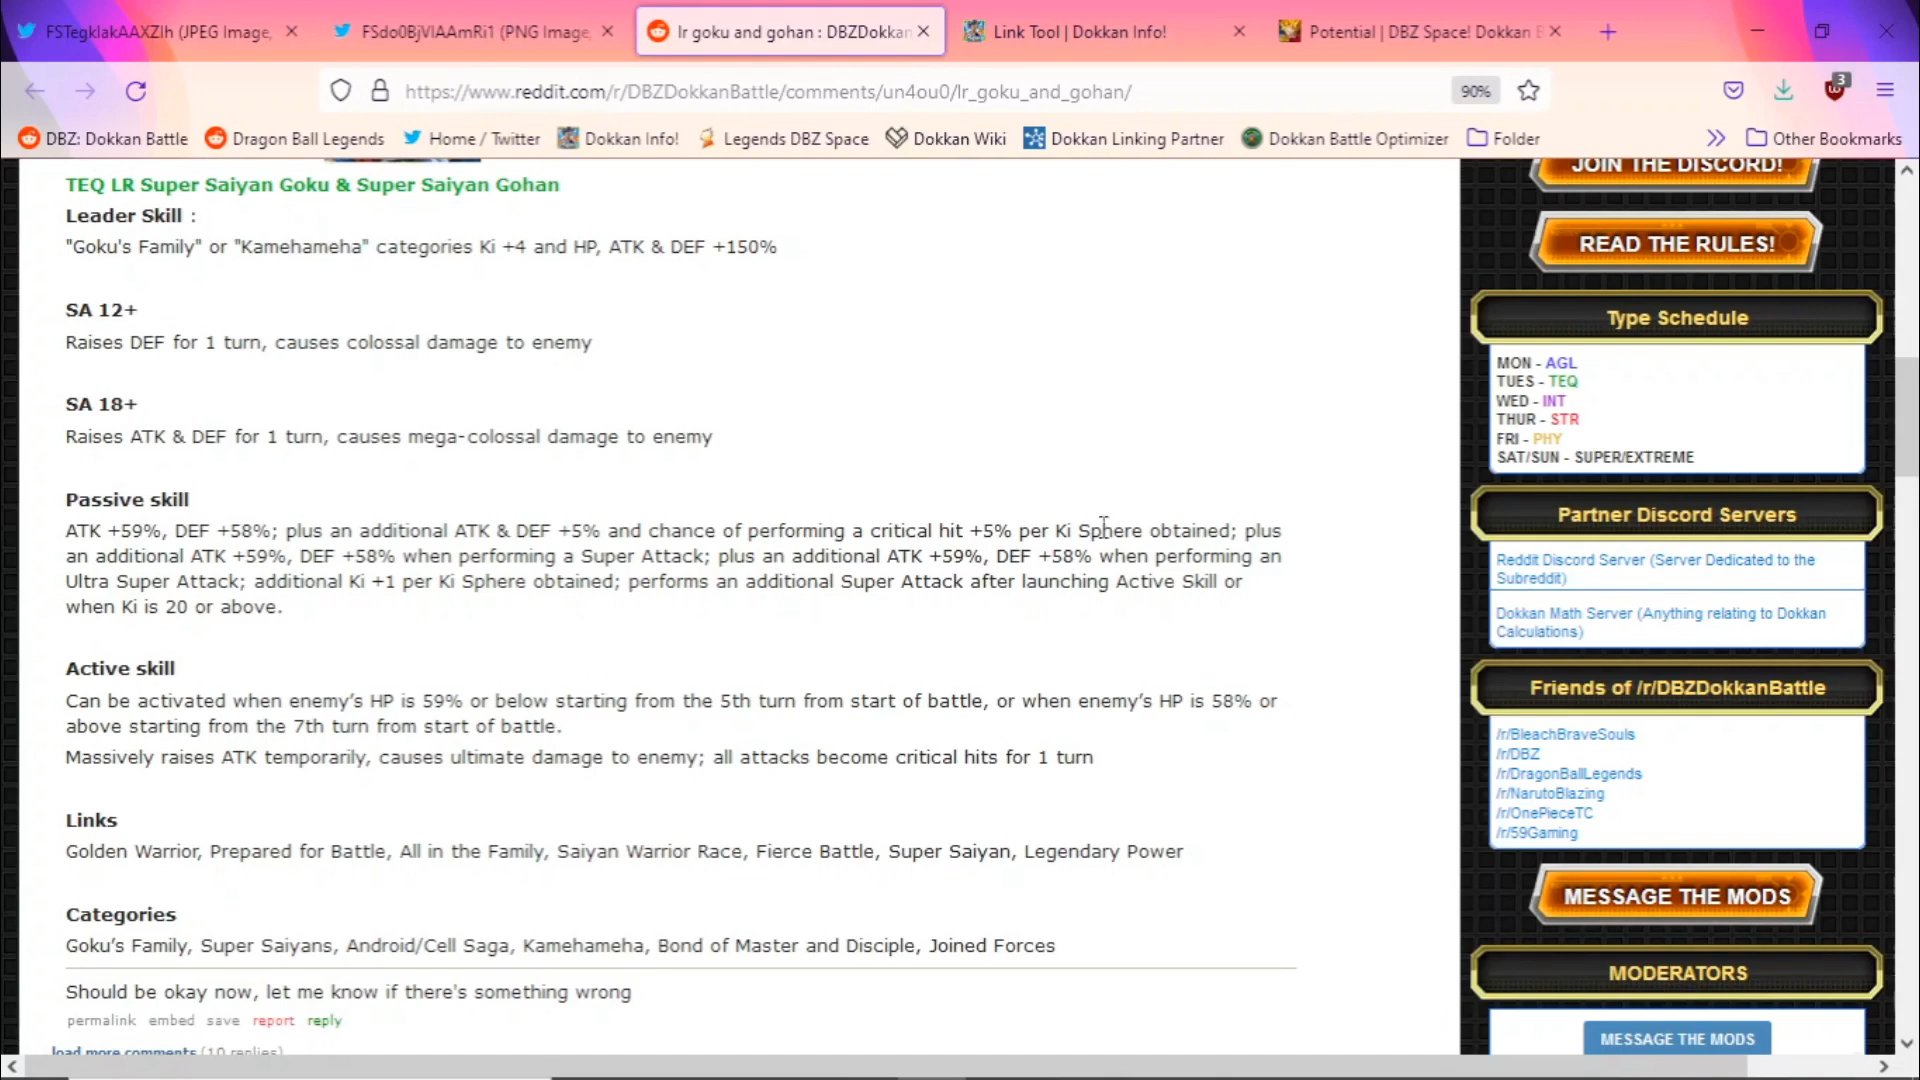 FSTegklakAAXZlh (JPEG Image,
FSdo0BjVIAAmRi1 (PNG Image,
lr goku and gohan : DBZDokkan
Link Tool | Dokkan Info!
Potential | DBZ Space! Dokkan B
https://www.reddit.com/r/DBZDokkanBattle/comments/un4ou0/lr_goku_and_gohan/
90%
3
DBZ: Dokkan Battle
Dragon Ball Legends
Home / Twitter
Dokkan Info!
Legends DBZ Space
Dokkan Wiki
Dokkan Linking Partner
Dokkan Battle Optimizer
Folder
Other Bookmarks
TEQ LR Super Saiyan Goku & Super Saiyan Gohan
Leader Skill :
"Goku's Family" or "Kamehameha" categories Ki +4 and HP, ATK & DEF +150%
SA 12+
Raises DEF for 1 turn, causes colossal damage to enemy
SA 18+
Raises ATK & DEF for 1 turn, causes mega-colossal damage to enemy
Passive skill
ATK +59%, DEF +58%; plus an additional ATK & DEF +5% and chance of performing a critical hit +5% per Ki Sphere obtained; plus
an additional ATK +59%, DEF +58% when performing a Super Attack; plus an additional ATK +59%, DEF +58% when performing an
Ultra Super Attack; additional Ki +1 per Ki Sphere obtained; performs an additional Super Attack after launching Active Skill or
when Ki is 20 or above.
Active skill
Can be activated when enemy's HP is 59% or below starting from the 5th turn from start of battle, or when enemy's HP is 58% or
above starting from the 7th turn from start of battle.
Massively raises ATK temporarily, causes ultimate damage to enemy; all attacks become critical hits for 1 turn
Links
Golden Warrior, Prepared for Battle, All in the Family, Saiyan Warrior Race, Fierce Battle, Super Saiyan, Legendary Power
Categories
Goku's Family, Super Saiyans, Android/Cell Saga, Kamehameha, Bond of Master and Disciple, Joined Forces
Should be okay now, let me know if there's something wrong
permalink embed save report reply
load more comments (10 replies)
JOIN THE DISCORD!
READ THE RULES!
Type Schedule
MON - AGL
TUES - TEQ
WED - INT
THUR - STR
FRI - PHY
SAT/SUN - SUPER/EXTREME
Partner Discord Servers
Reddit Discord Server (Server Dedicated to the
Subreddit)
Dokkan Math Server (Anything relating to Dokkan
Calculations)
Friends of /r/DBZDokkanBattle
/r/BleachBraveSouls
/r/DBZ
/r/DragonBallLegends
/r/NarutoBlazing
/r/OnePieceTC
/r/59Gaming
MESSAGE THE MODS
MODERATORS
MESSAGE THE MODS